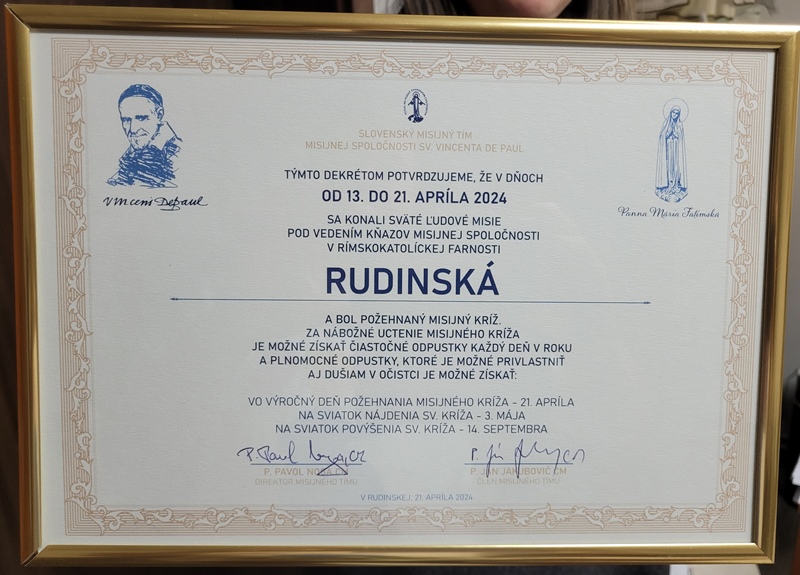 SLOVENSKÝ MISIJNÝ TÍM
MISIJNEJ SPOLOČNOSTI SV. VINCENTA DE PAUL
Vincent Depaul
Panna Mária Fatimská
TÝMTO DEKRÉTOM POTVRDZUJEME, ŽE V DŇOCH
OD 13. DO 21. APRÍLA 2024
SA KONALI SVÄTÉ ĽUDOVÉ MISIE
POD VEDENÍM KŇAZOV MISIJNEJ SPOLOČNOSTI
V RÍMSKOKATOLÍCKEJ FARNOSTI
RUDINSKÁ
A BOL POŽEHNANÝ MISIJNÝ KRÍŽ.
ZA NÁBOŽNÉ UCTENIE MISIJNÉHO KRÍŽA
JE MOŽNÉ ZÍSKAŤ ČIASTOČNÉ ODPUSTKY KAŽDÝ DEŇ V ROKU
A PLNOMOCNÉ ODPUSTKY, KTORÉ JE MOŽNÉ PRIVLASTNIŤ
AJ DUŠIAM V OČISTCI JE MOŽNÉ ZÍSKAŤ:
VO VÝROČNÝ DEŇ POŽEHNANIA MISIJNÉHO KRÍŽA - 21. APRÍLA
NA SVIATOK NÁJDENIA SV. KRÍŽA - 3. MÁJA
NA SVIATOK POVÝŠENIA SV. KRÍŽA - 14. SEPTEMBRA
P. PAVOL NOGA CM
DIREKTOR MISIJNÉHO TÍMU
P. JÁN JAKUBOVIČ CM
ČLEN MISIJNÉHO TÍMU
V RUDINSKEJ, 21. APRÍLA 2024